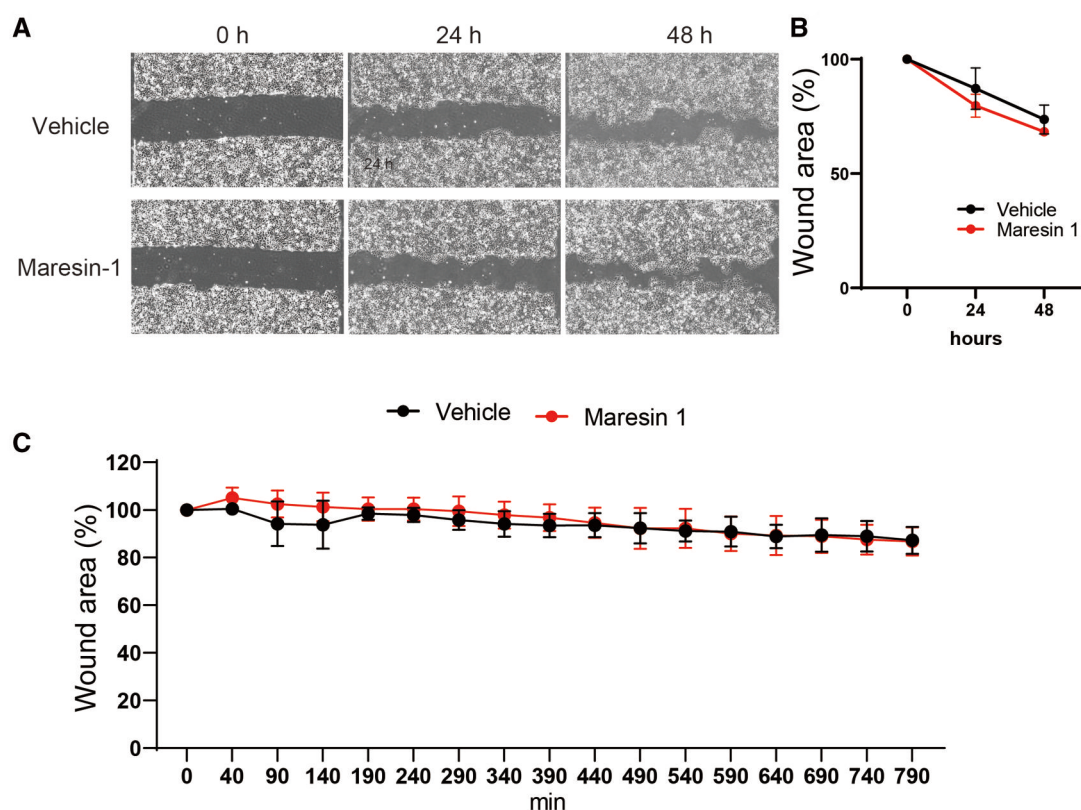 A
0 h 24 h 48 h
Vehicle
24 h
Maresin-1
B
Wound area (%)
100
50
0
0 24 48
hours
Vehicle
Maresin 1
Vehicle Maresin 1
C
Wound area (%)
120
100
80
60
40
20
0
0 40 90 140 190 240 290 340 390 440 490 540 590 640 690 740 790
min